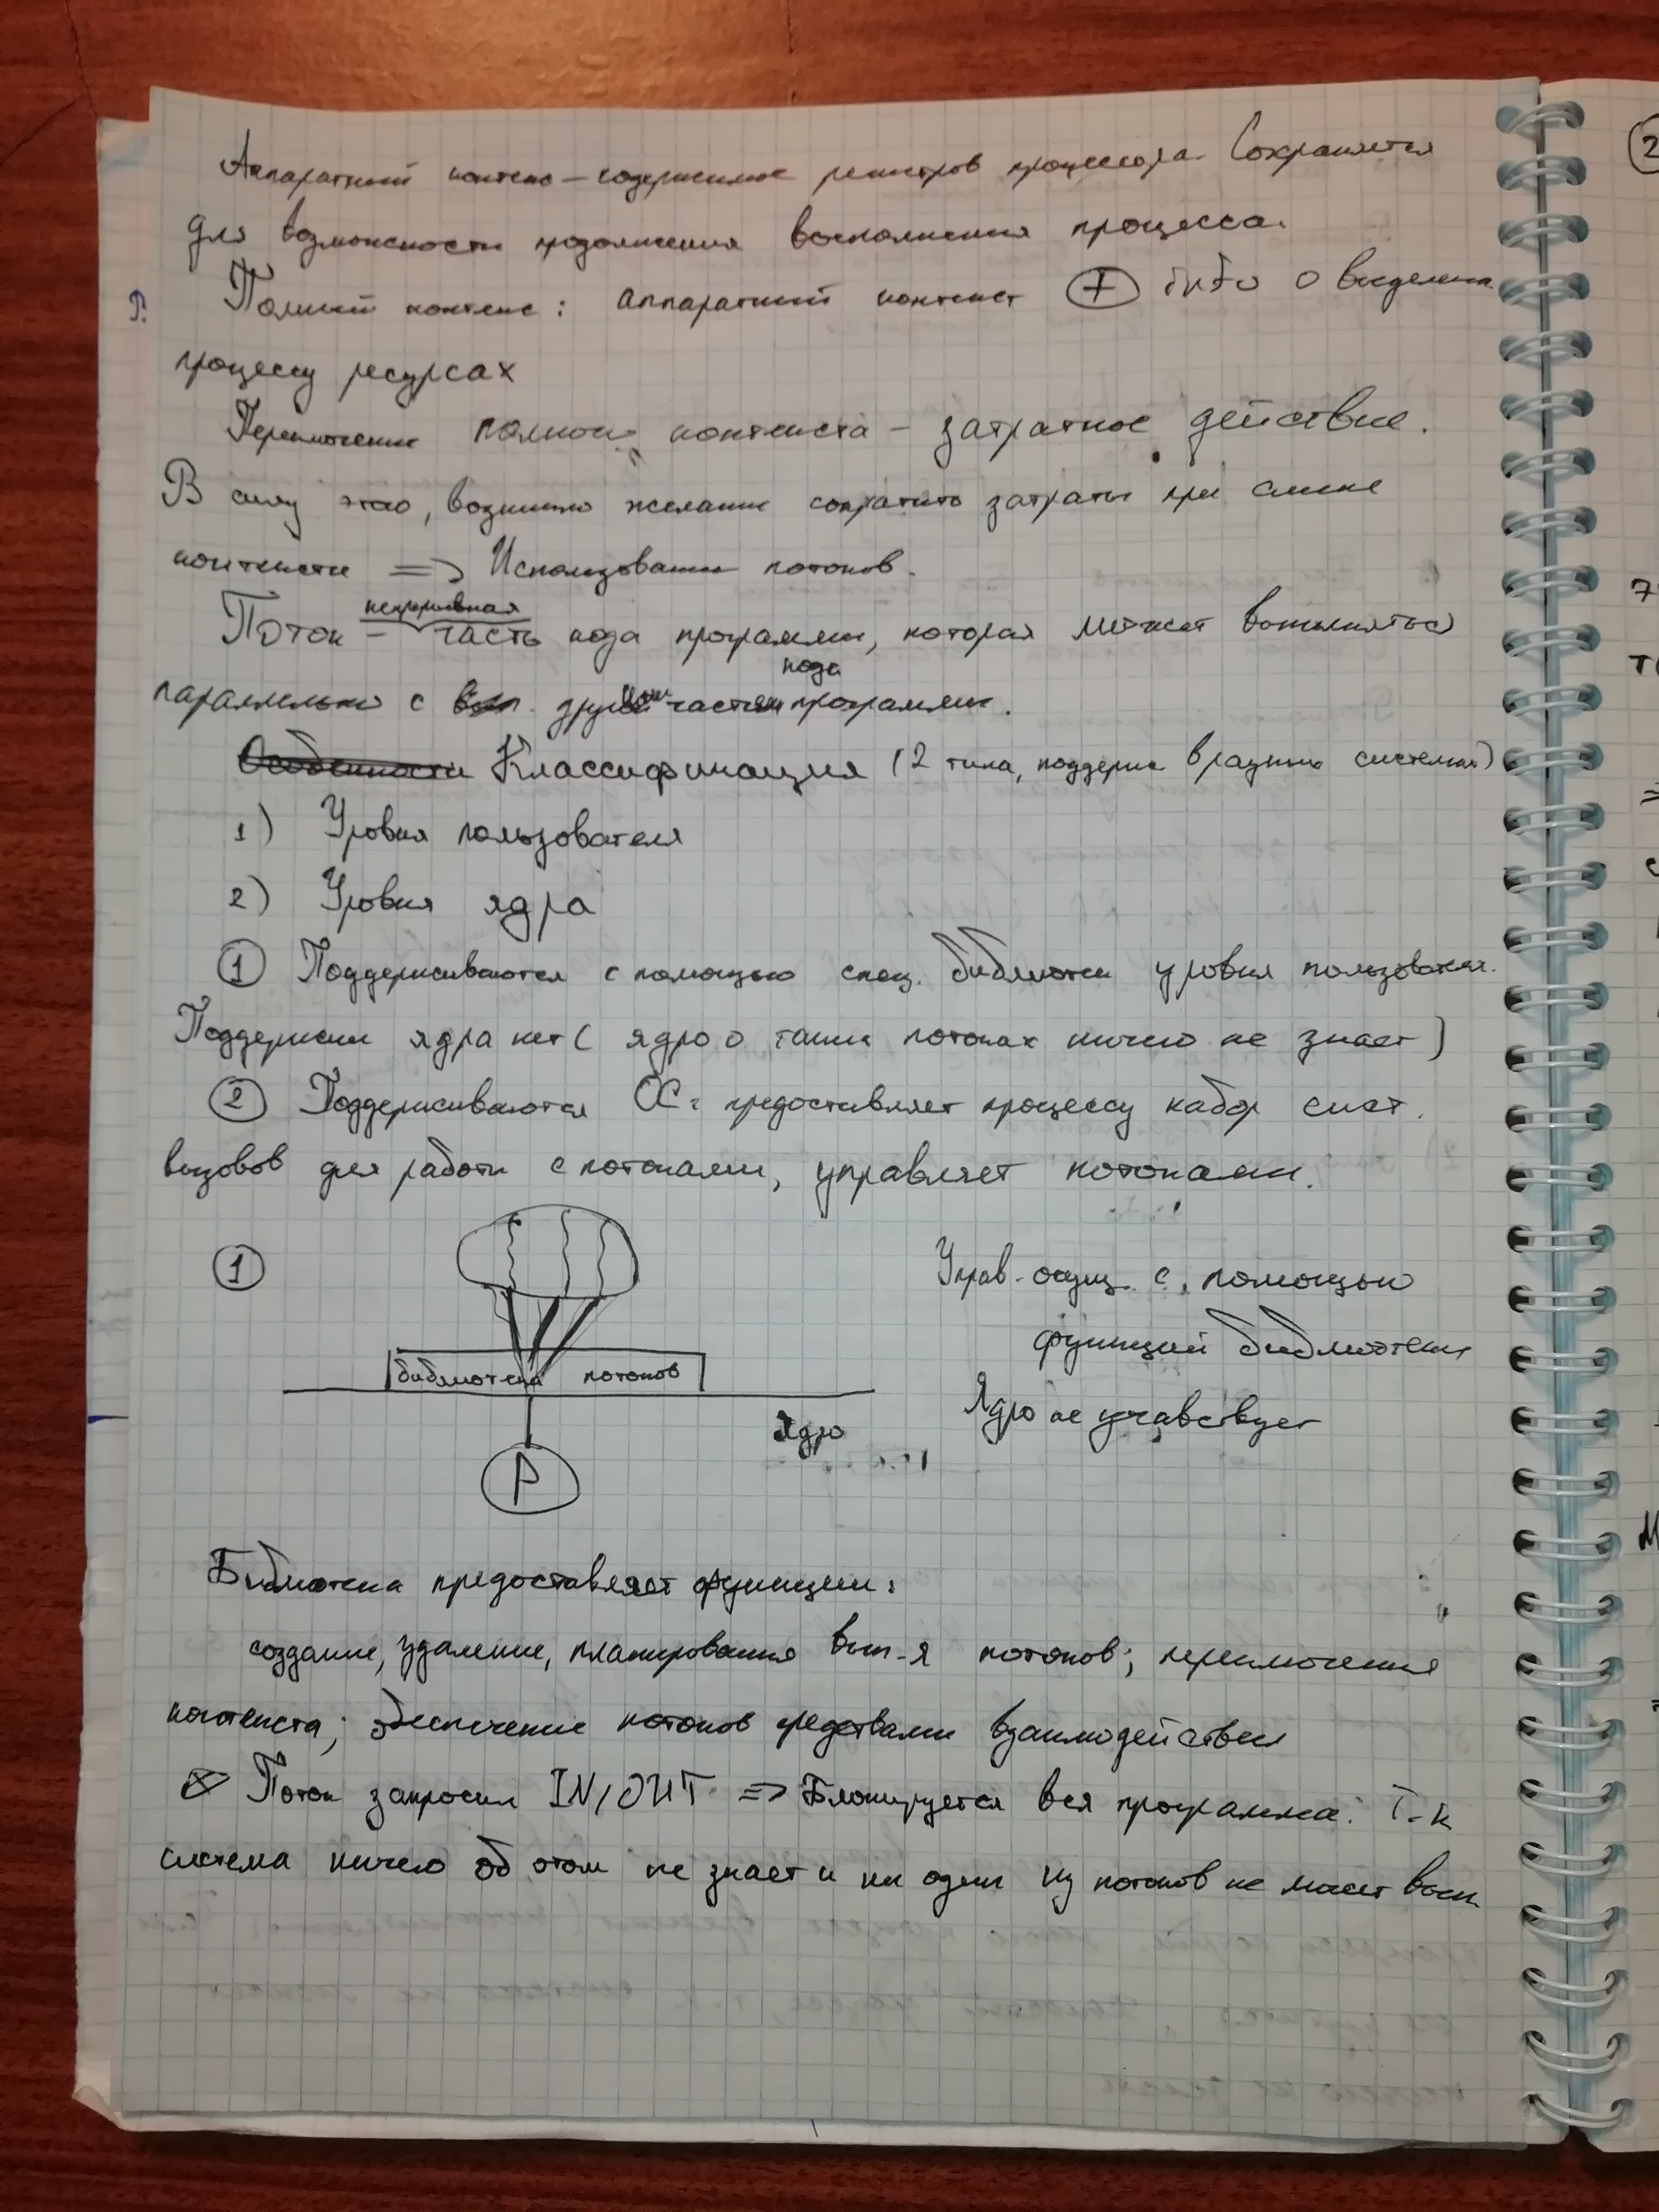 Аппаратный контекс – содержимое регистров процессора. Сохраняется
для возможности продолжения выполнения процесса.
Полный контекс: аппаратный контекст + инфо о выделен.
процессу ресурсах
Переключение полного контекста – затратное действие.
В силу этого, возникло желание сократить затраты при смене
контекста => Использование потоков.
непрерывная
Поток – часть кода программы, которая может выполняться
кода
параллельно с другими частями программы.
Особенности Классификация (2 типа, поддерж в разных системах)
1) Уровня пользователя
2) Уровня ядра
1 Поддерживаются с помощью спец. библиотек уровня пользователя.
Поддержки ядра нет ( ядро о таких потоках ничего не знает )
2 Поддерживаются ОС: предоставляет процессу набор сист.
вызовов для работы с потоками, управляет потоками.
1
Управ. осущ. с помощью
функций библиотеки
библиотека потоков
Ядро не учавствует
Ядро
P
Библиотека предоставляет функции:
создание, удаление, планирования вып-я потоков; переключения
контекста; обеспечение потоков средствами взаимодействия
Поток запросил IN/OUT => Блокируется вся программа. Т-к
система ничего об этом не знает и ни один из потоков не может вып.
2